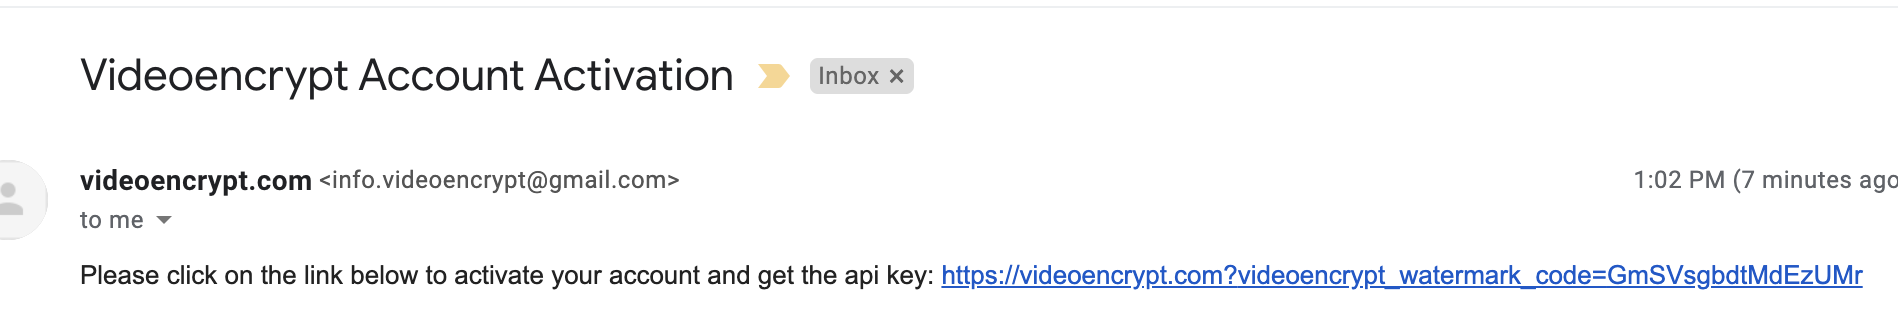 Videoencrypt Account Activation Inbox ×
videoencrypt.com <info.videoencrypt@gmail.com> 1:02 PM (7 minutes ago
to me
Please click on the link below to activate your account and get the api key: https://videoencrypt.com?videoencrypt_watermark_code=GmSVsgbdtMdEzUMr